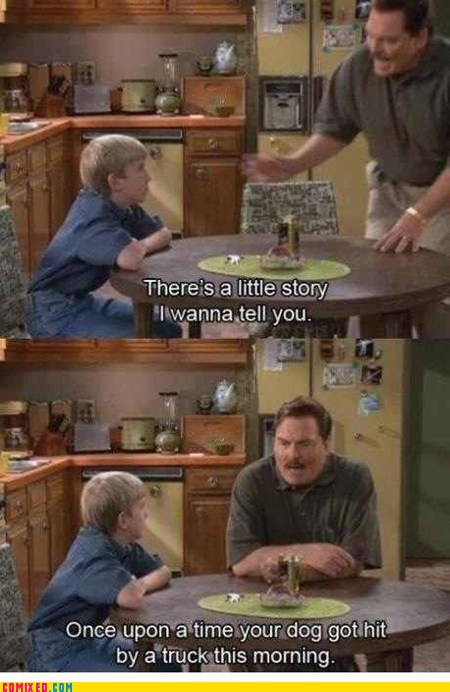 There's a little story
I wanna tell you.
Once upon a time your dog got hit
by a truck this morning.
COMIXED.COM